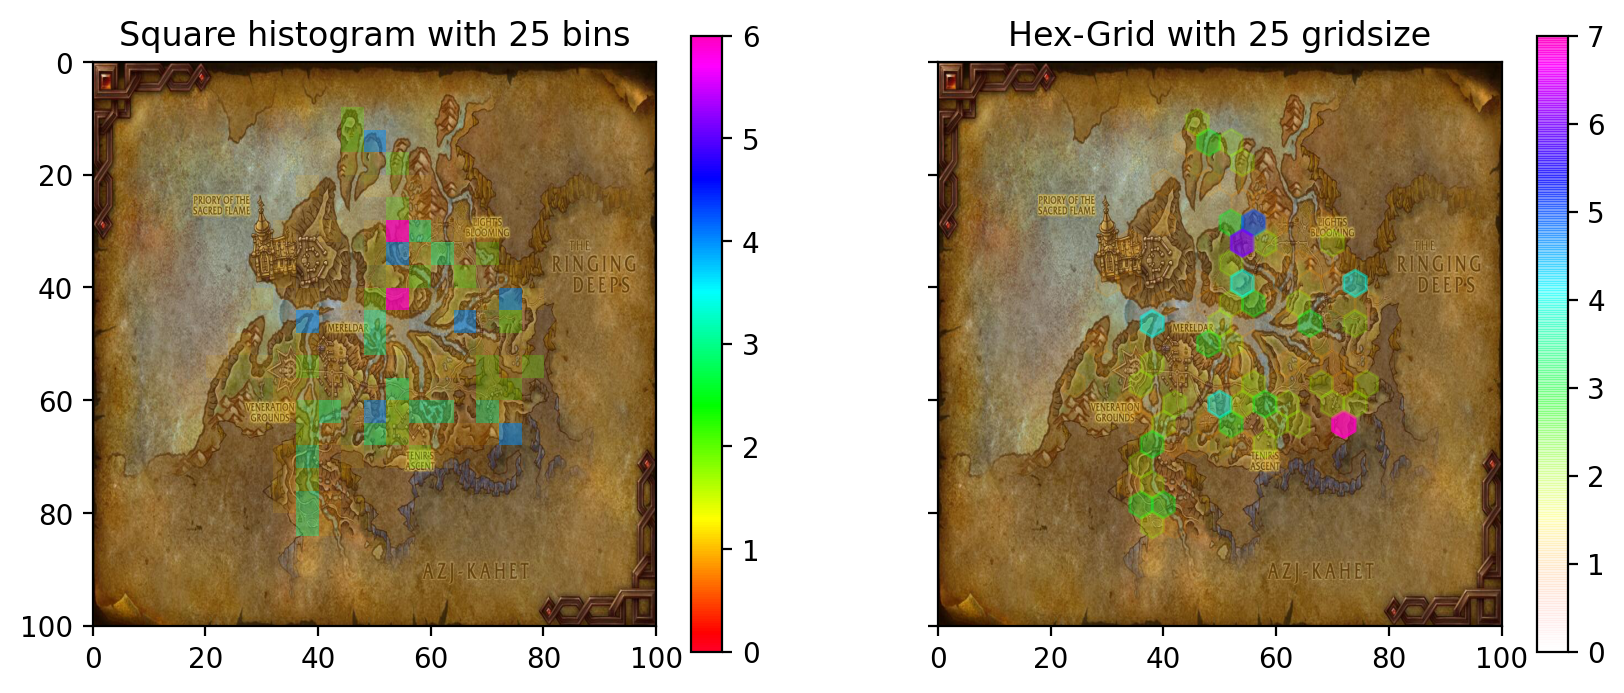 Square histogram with 25 bins
0
20
40
60
80
100
0
20
40
60
80
100
PRIORY OF THE
SACRED FLAME
LIGHT'S
BLOOMING
THE
RINGING
DEEPS
MERELDAR
VENERATION
GROUNDS
TENIR'S
ASCENT
AZJ-KAHET
6
5
4
3
2
1
0
Hex-Grid with 25 gridsize
0
20
40
60
80
100
PRIORY OF THE
SACRED FLAME
LIGHT'S
BLOOMING
THE
RINGING
DEEPS
MERELDAR
VENERATION
GROUNDS
TENIR'S
ASCENT
AZJ-KAHET
7
6
5
4
3
2
1
0